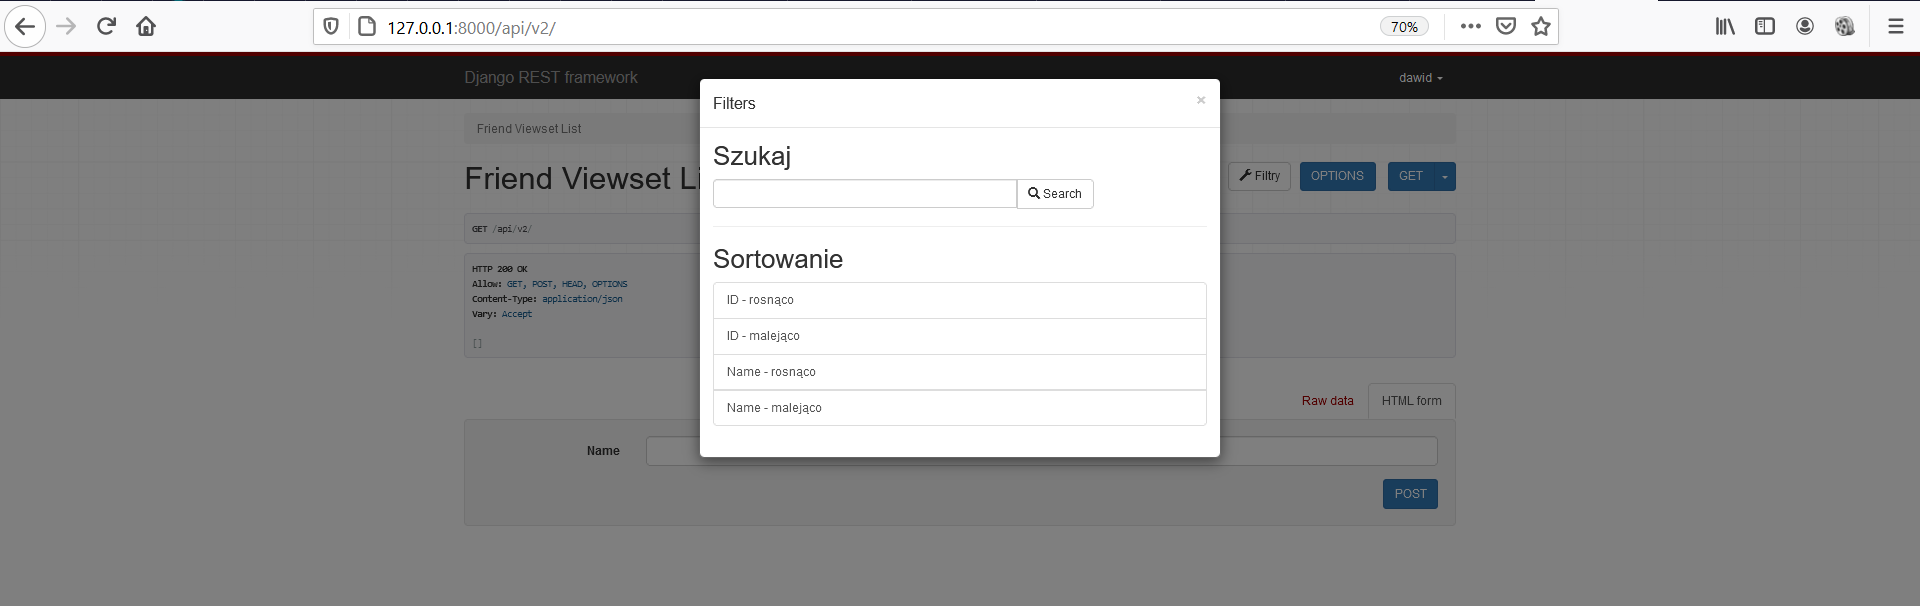 127.0.0.1:8000/api/v2/
70%
Django REST framework
dawid
Filters
×
Friend Viewset List
Szukaj
Friend Viewset Li
Filtry
OPTIONS
GET
Search
GET /api/v2/
Sortowanie
HTTP 200 OK
Allow: GET, POST, HEAD, OPTIONS
Content-Type: application/json
Vary: Accept
[]
ID - rosnąco
ID - malejąco
Name - rosnąco
Name - malejąco
Raw data
HTML form
Name
POST